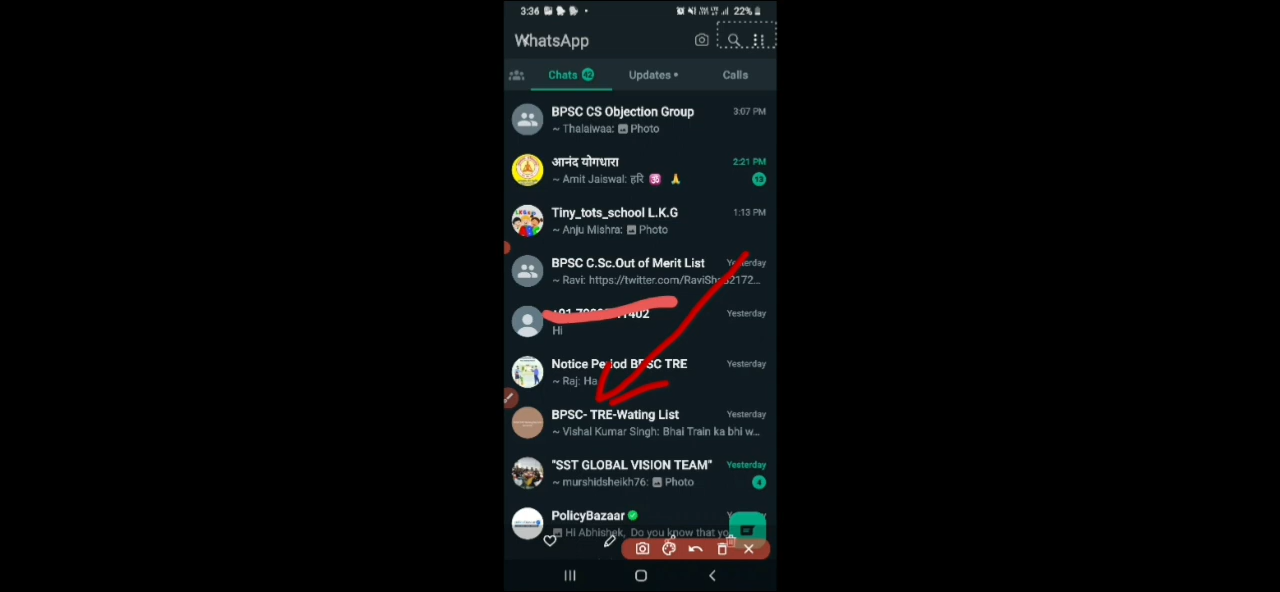 3:36
22%
WhatsApp
Chats 42
Updates
Calls
BPSC CS Objection Group
3:07 PM
~ Thalaiwaa: Photo
आनंद योगधारा
2:21 PM
~ Amit Jaiswal: हरि 🕉 🙏
13
Tiny_tots_school L.K.G
1:13 PM
~ Anju Mishra: Photo
BPSC C.Sc.Out of Merit List
Yesterday
~ Ravi: https://twitter.com/
Yesterday
Hi
Notice Period BPSC TRE
Yesterday
~ Raj: Ha
BPSC- TRE-Wating List
Yesterday
~ Vishal Kumar Singh: Bhai Train ka bhi w...
"SST GLOBAL VISION TEAM"
Yesterday
~ murshidsheikh76: Photo
4
PolicyBazaar
Hi Abhishek, Do you know that